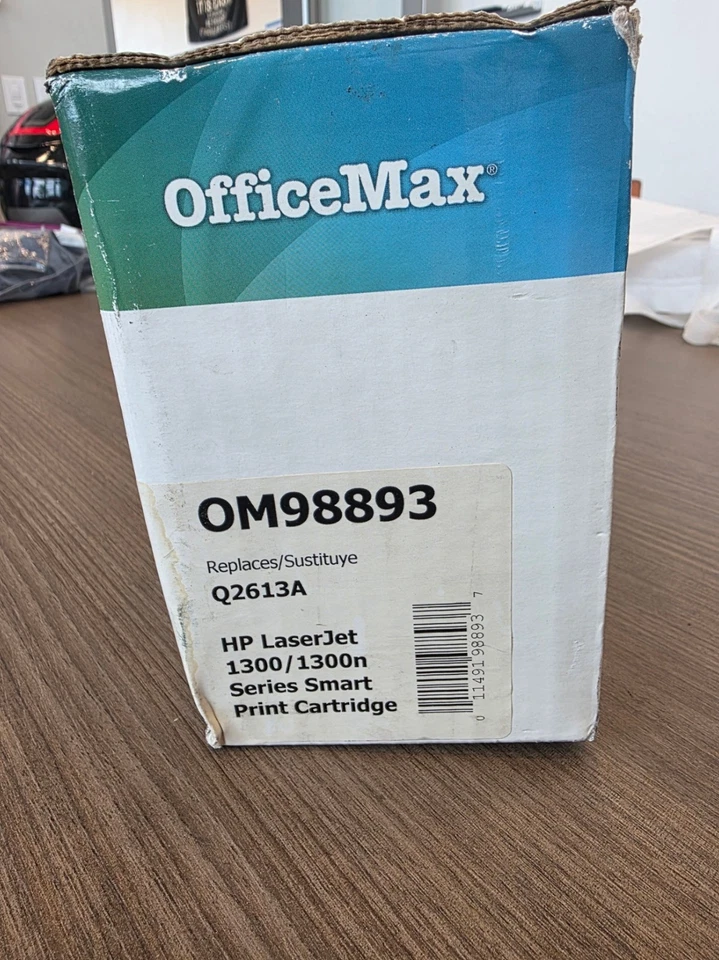 OfficeMax®
OM98893
Replaces/Sustituye
Q2613A
HP LaserJet
1300/1300n
Series Smart
Print Cartridge
0 11491 98893 7